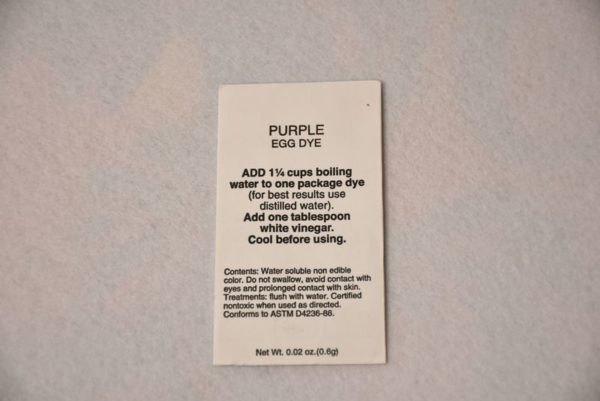 PURPLE
EGG DYE
ADD 1¼ cups boiling
water to one package dye
(for best results use
distilled water).
Add one tablespoon
white vinegar.
Cool before using.
Contents: Water soluble non edible
color. Do not swallow, avoid contact with
eyes and prolonged contact with skin.
Treatments: flush with water. Certified
nontoxic when used as directed.
Conforms to ASTM D4236-88.
Net Wt. 0.02 oz.(0.6g)